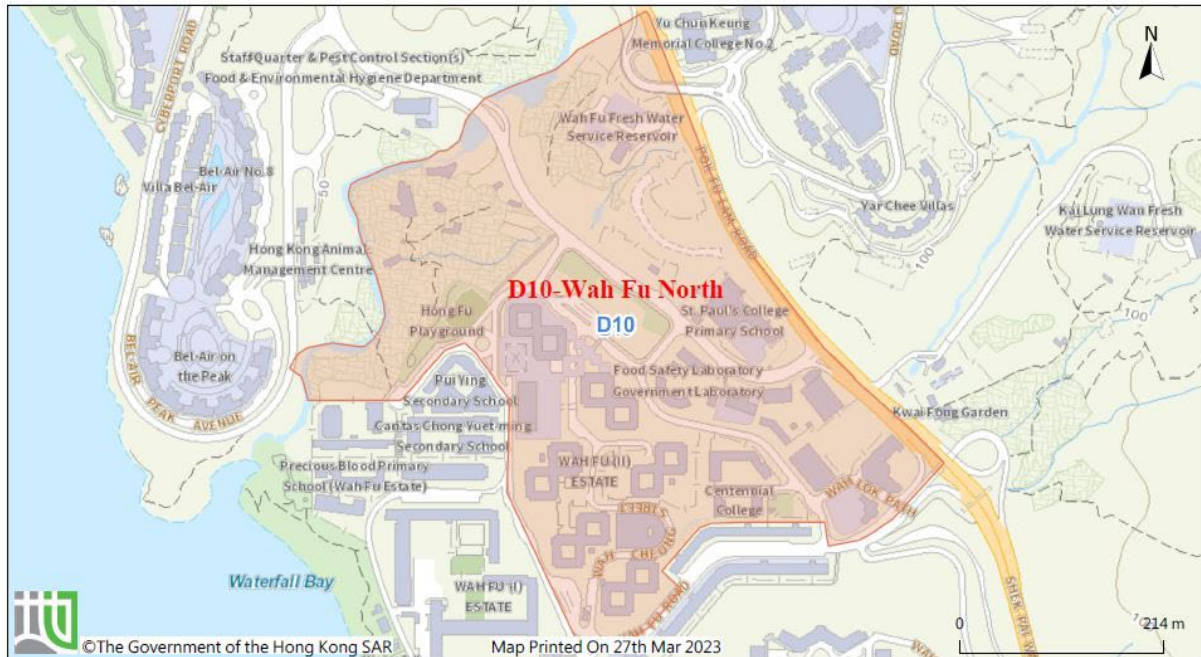 CYBERPORT ROAD
Staff Quarter & Pest Control Section(s)
Food & Environmental Hygiene Department
Yu Chun Keung
Memorial College No.2
N
Wah Fu Fresh Water
Service Reservoir
POK FU LAM ROAD
Bel-Air No.8
Villa Bel-Air
50
Yar Chee Villas
100
Kai Lung Wan Fresh
Water Service Reservoir
100
Hong Kong Animal
Management Centre
D10-Wah Fu North
D10
Hong Fu
Playground
St. Paul's College
Primary School
BEL-AIR
PEAK AVENUE
Bel-Air on
the Peak
Pui Ying
Secondary School
Food Safety Laboratory
Government Laboratory
Caritas Chong Yuet-ming
Secondary School
Kwai Fong Garden
Precious Blood Primary
School (Wah Fu Estate)
WAH FU (II)
ESTATE
Centennial
College
WAH LOK PATH
WAH CHEUNG
STREET
Waterfall Bay
WAH FU (I)
ESTATE
WAH FU ROAD
SHEK PAI WA
0
214 m
©The Government of the Hong Kong SAR
Map Printed On 27th Mar 2023